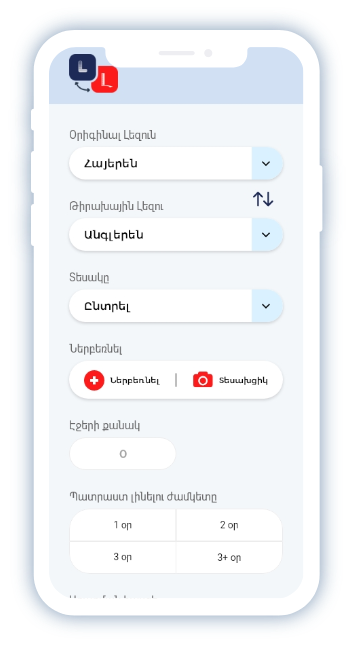 L
L
Օրիգինալ Լեզուն
Հայերեն
Թիրախային Լեզու
Անգլերեն
Տեսակը
Ընտրել
Ներբեռնել
Ներբեռնել | Տեսախցիկ
Էջերի քանակ
0
Պատրաստ լինելու ժամկետը
1 օր 2 օր
3 օր 3+ օր